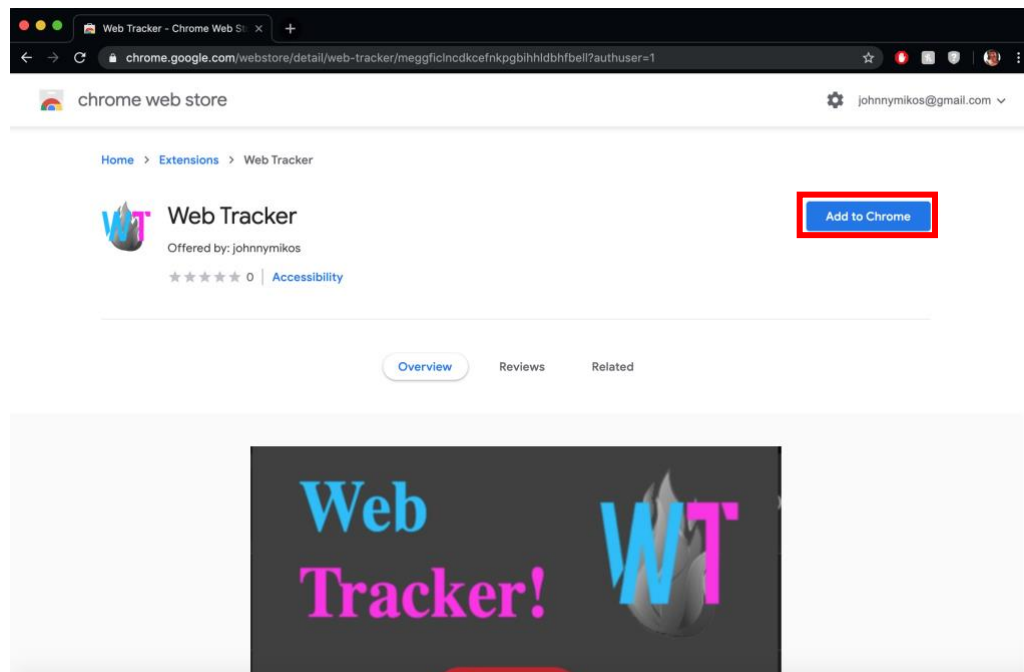 Web Tracker - Chrome Web St
chrome.google.com/webstore/detail/web-tracker/meggficlncdkcefnkpgbihhldbhfbell?authuser=1
chrome web store
johnnymikos@gmail.com
Home > Extensions > Web Tracker
WT
Web Tracker
Add to Chrome
Offered by: johnnymikos
0 | Accessibility
Overview Reviews Related
Web
Tracker!
WT